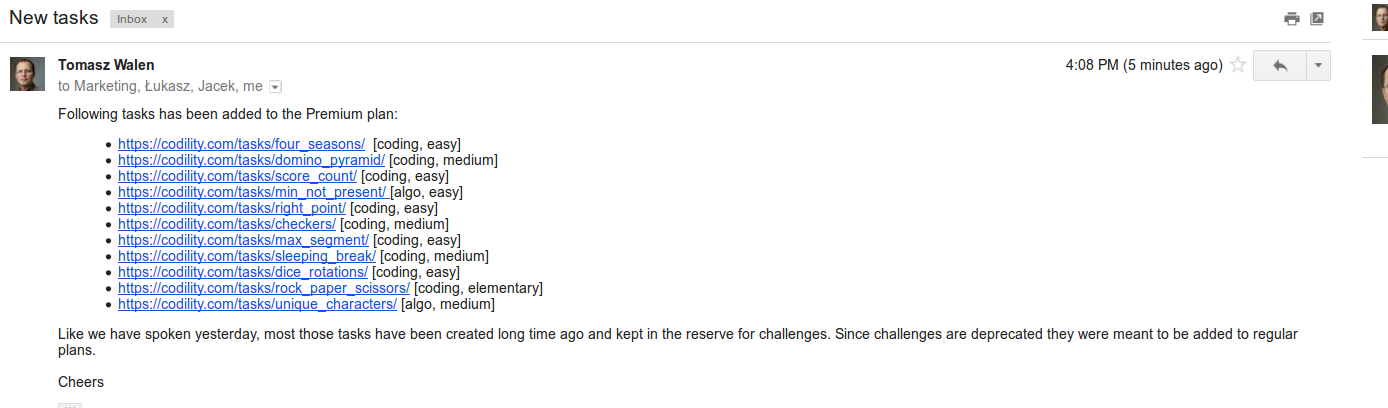 New tasks Inbox x
Tomasz Walen 4:08 PM (5 minutes ago)
to Marketing, Łukasz, Jacek, me
Following tasks has been added to the Premium plan:
• https://codility.com/tasks/four_seasons/ [coding, easy]
• https://codility.com/tasks/domino_pyramid/ [coding, medium]
• https://codility.com/tasks/score_count/ [coding, easy]
• https://codility.com/tasks/min_not_present/ [algo, easy]
• https://codility.com/tasks/right_point/ [coding, easy]
• https://codility.com/tasks/checkers/ [coding, medium]
• https://codility.com/tasks/max_segment/ [coding, easy]
• https://codility.com/tasks/sleeping_break/ [coding, medium]
• https://codility.com/tasks/dice_rotations/ [coding, easy]
• https://codility.com/tasks/rock_paper_scissors/ [coding, elementary]
• https://codility.com/tasks/unique_characters/ [algo, medium]
Like we have spoken yesterday, most those tasks have been created long time ago and kept in the reserve for challenges. Since challenges are deprecated they were meant to be added to regular
plans.
Cheers